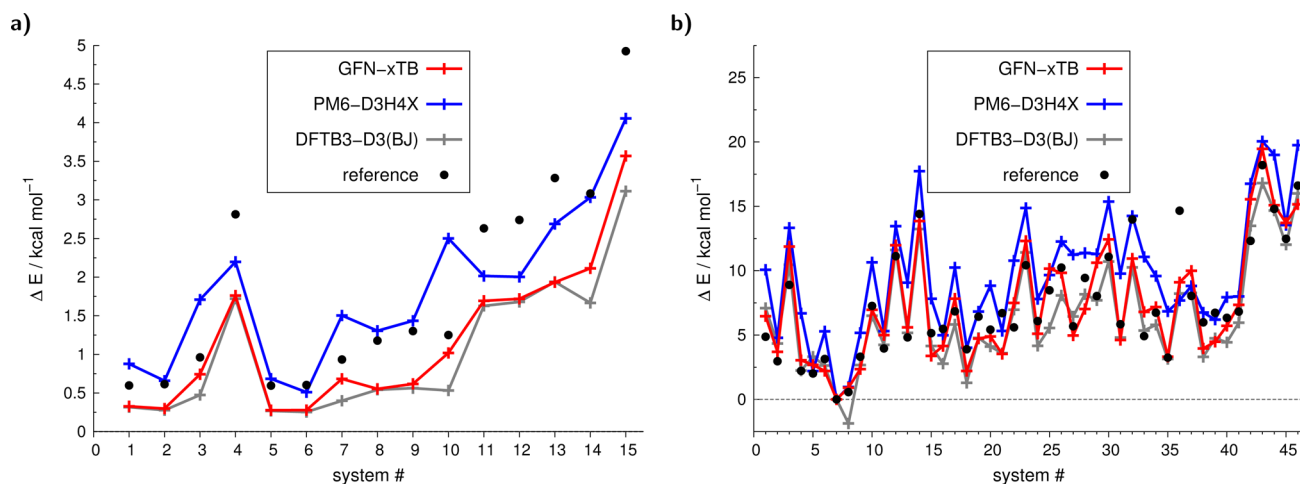 a)
5
4.5
4
3.5
3
2.5
2
1.5
1
0.5
0
Δ E / kcal mol⁻¹
GFN−xTB
PM6−D3H4X
DFTB3−D3(BJ)
reference
0 1 2 3 4 5 6 7 8 9 10 11 12 13 14 15
system #
b)
25
20
15
10
5
0
Δ E / kcal mol⁻¹
GFN−xTB
PM6−D3H4X
DFTB3−D3(BJ)
reference
0 5 10 15 20 25 30 35 40 45
system #